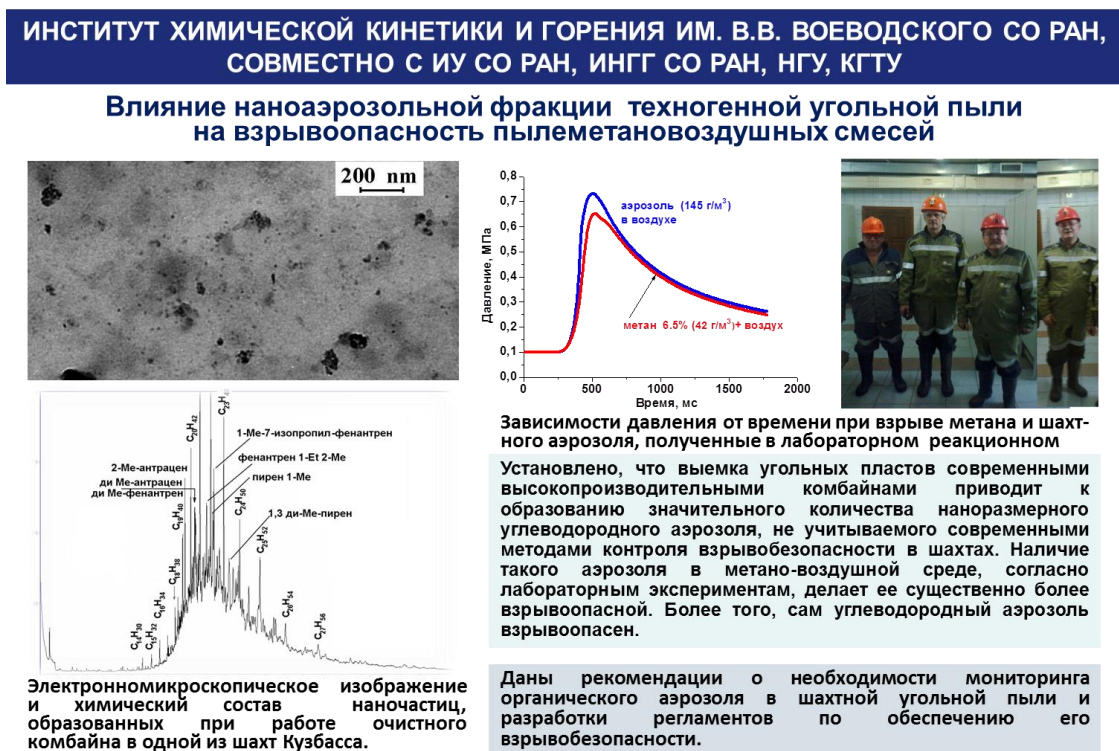 ИНСТИТУТ ХИМИЧЕСКОЙ КИНЕТИКИ И ГОРЕНИЯ ИМ. В.В. ВОЕВОДСКОГО СО РАН,
СОВМЕСТНО С ИУ СО РАН, ИНГГ СО РАН, НГУ, КГТУ
Влияние наноаэрозольной фракции техногенной угольной пыли
на взрывоопасность пылеметановоздушных смесей
200 nm
0,8
0,7
0,6
0,5
0,4
0,3
0,2
0,1
0,0
Давление, МПа
аэрозоль (145 г/м³)
в воздухе
метан 6.5% (42 г/м³)+ воздух
0
500
1000
1500
2000
Время, мс
Зависимости давления от времени при взрыве метана и шахт-
ного аэрозоля, полученные в лабораторном реакционном
C₂₀H₄₂
1-Ме-7-изопропил-фенантрен
фенантрен 1-Et 2-Me
2-Ме-антрацен
пирен 1-Ме
ди Ме-антрацен
ди Ме-фенантрен
C₂₄H₅₀
1,3 ди-Ме-пирен
C₁₉H₄₀
C₂₅H₅₂
C₁₈H₃₈
C₁₆H₃₄
C₁₅H₃₂
C₁₄H₃₀
C₂₆H₅₄
C₂₇H₅₆
Установлено, что выемка угольных пластов современными
высокопроизводительными комбайнами приводит к
образованию значительного количества наноразмерного
углеводородного аэрозоля, не учитываемого современными
методами контроля взрывобезопасности в шахтах. Наличие
такого аэрозоля в метано-воздушной среде, согласно
лабораторным экспериментам, делает ее существенно более
взрывоопасной. Более того, сам углеводородный аэрозоль
взрывоопасен.
Электронномикроскопическое изображение
и химический состав наночастиц,
образованных при работе очистного
комбайна в одной из шахт Кузбасса.
Даны рекомендации о необходимости мониторинга
органического аэрозоля в шахтной угольной пыли и
разработки регламентов по обеспечению его
взрывобезопасности.